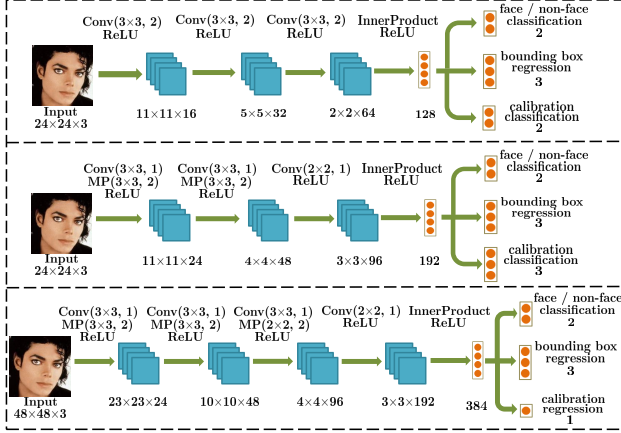 Conv(3×3, 2) Conv(3×3, 2) Conv(3×3, 2) InnerProduct
ReLU ReLU ReLU ReLU
face / non-face
classification
2
bounding box
regression
3
calibration
classification
2
Input
24×24×3
11×11×16 5×5×32 2×2×64 128
Conv(3×3, 1) Conv(3×3, 1) Conv(2×2, 1) InnerProduct
MP(3×3, 2) MP(3×3, 2) ReLU ReLU
ReLU ReLU
face / non-face
classification
2
bounding box
regression
3
calibration
classification
3
Input
24×24×3
11×11×24 4×4×48 3×3×96 192
Conv(3×3, 1) Conv(3×3, 1) Conv(3×3, 1) Conv(2×2, 1) InnerProduct
MP(3×3, 2) MP(3×3, 2) MP(2×2, 2) ReLU ReLU
ReLU ReLU ReLU
face / non-face
classification
2
bounding box
regression
3
calibration
regression
1
Input
48×48×3
23×23×24 10×10×48 4×4×96 3×3×192 384